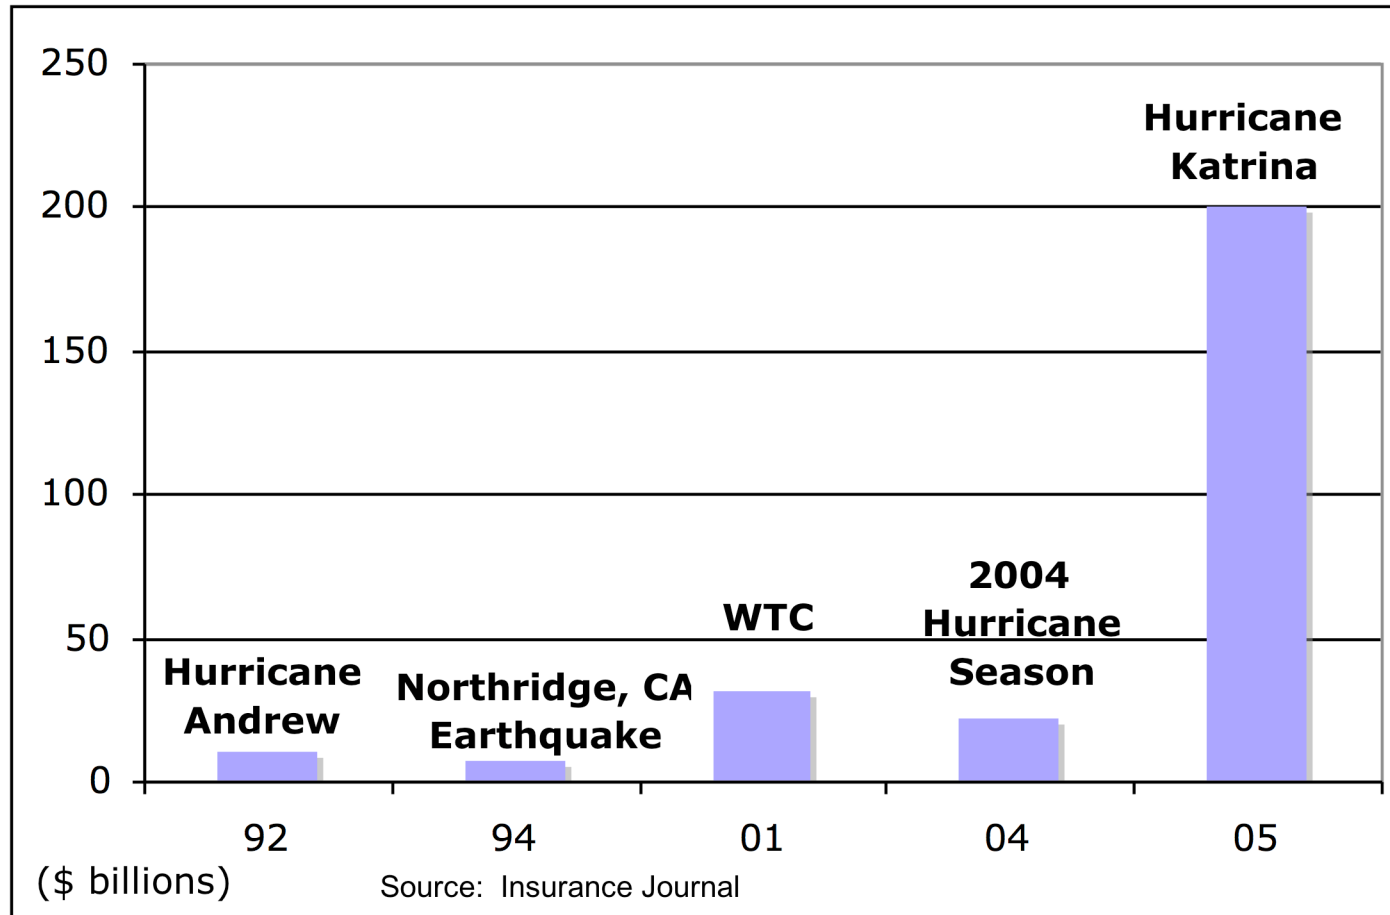 250
Hurricane
Katrina
200
150
100
2004
WTC
Hurricane
50
Season
Hurricane
Andrew
Northridge, CA
Earthquake
0
92 94 01 04 05
($ billions)
Source: Insurance Journal